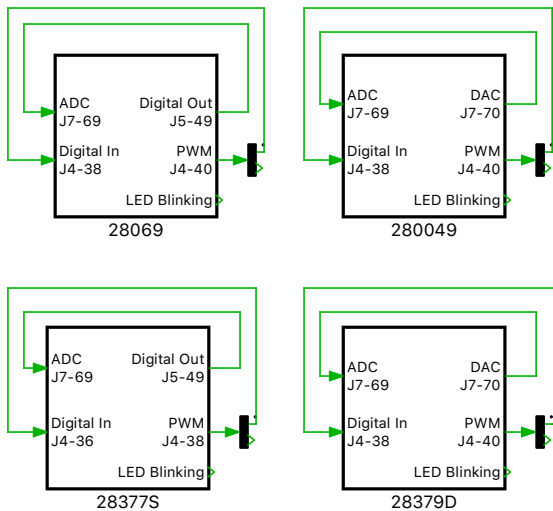 ADC Digital Out
J7-69 J5-49
Digital In PWM
J4-38 J4-40
LED Blinking
28069
ADC DAC
J7-69 J7-70
Digital In PWM
J4-38 J4-40
LED Blinking
280049
ADC Digital Out
J7-69 J5-49
Digital In PWM
J4-36 J4-38
LED Blinking
28377S
ADC DAC
J7-69 J7-70
Digital In PWM
J4-38 J4-40
LED Blinking
28379D